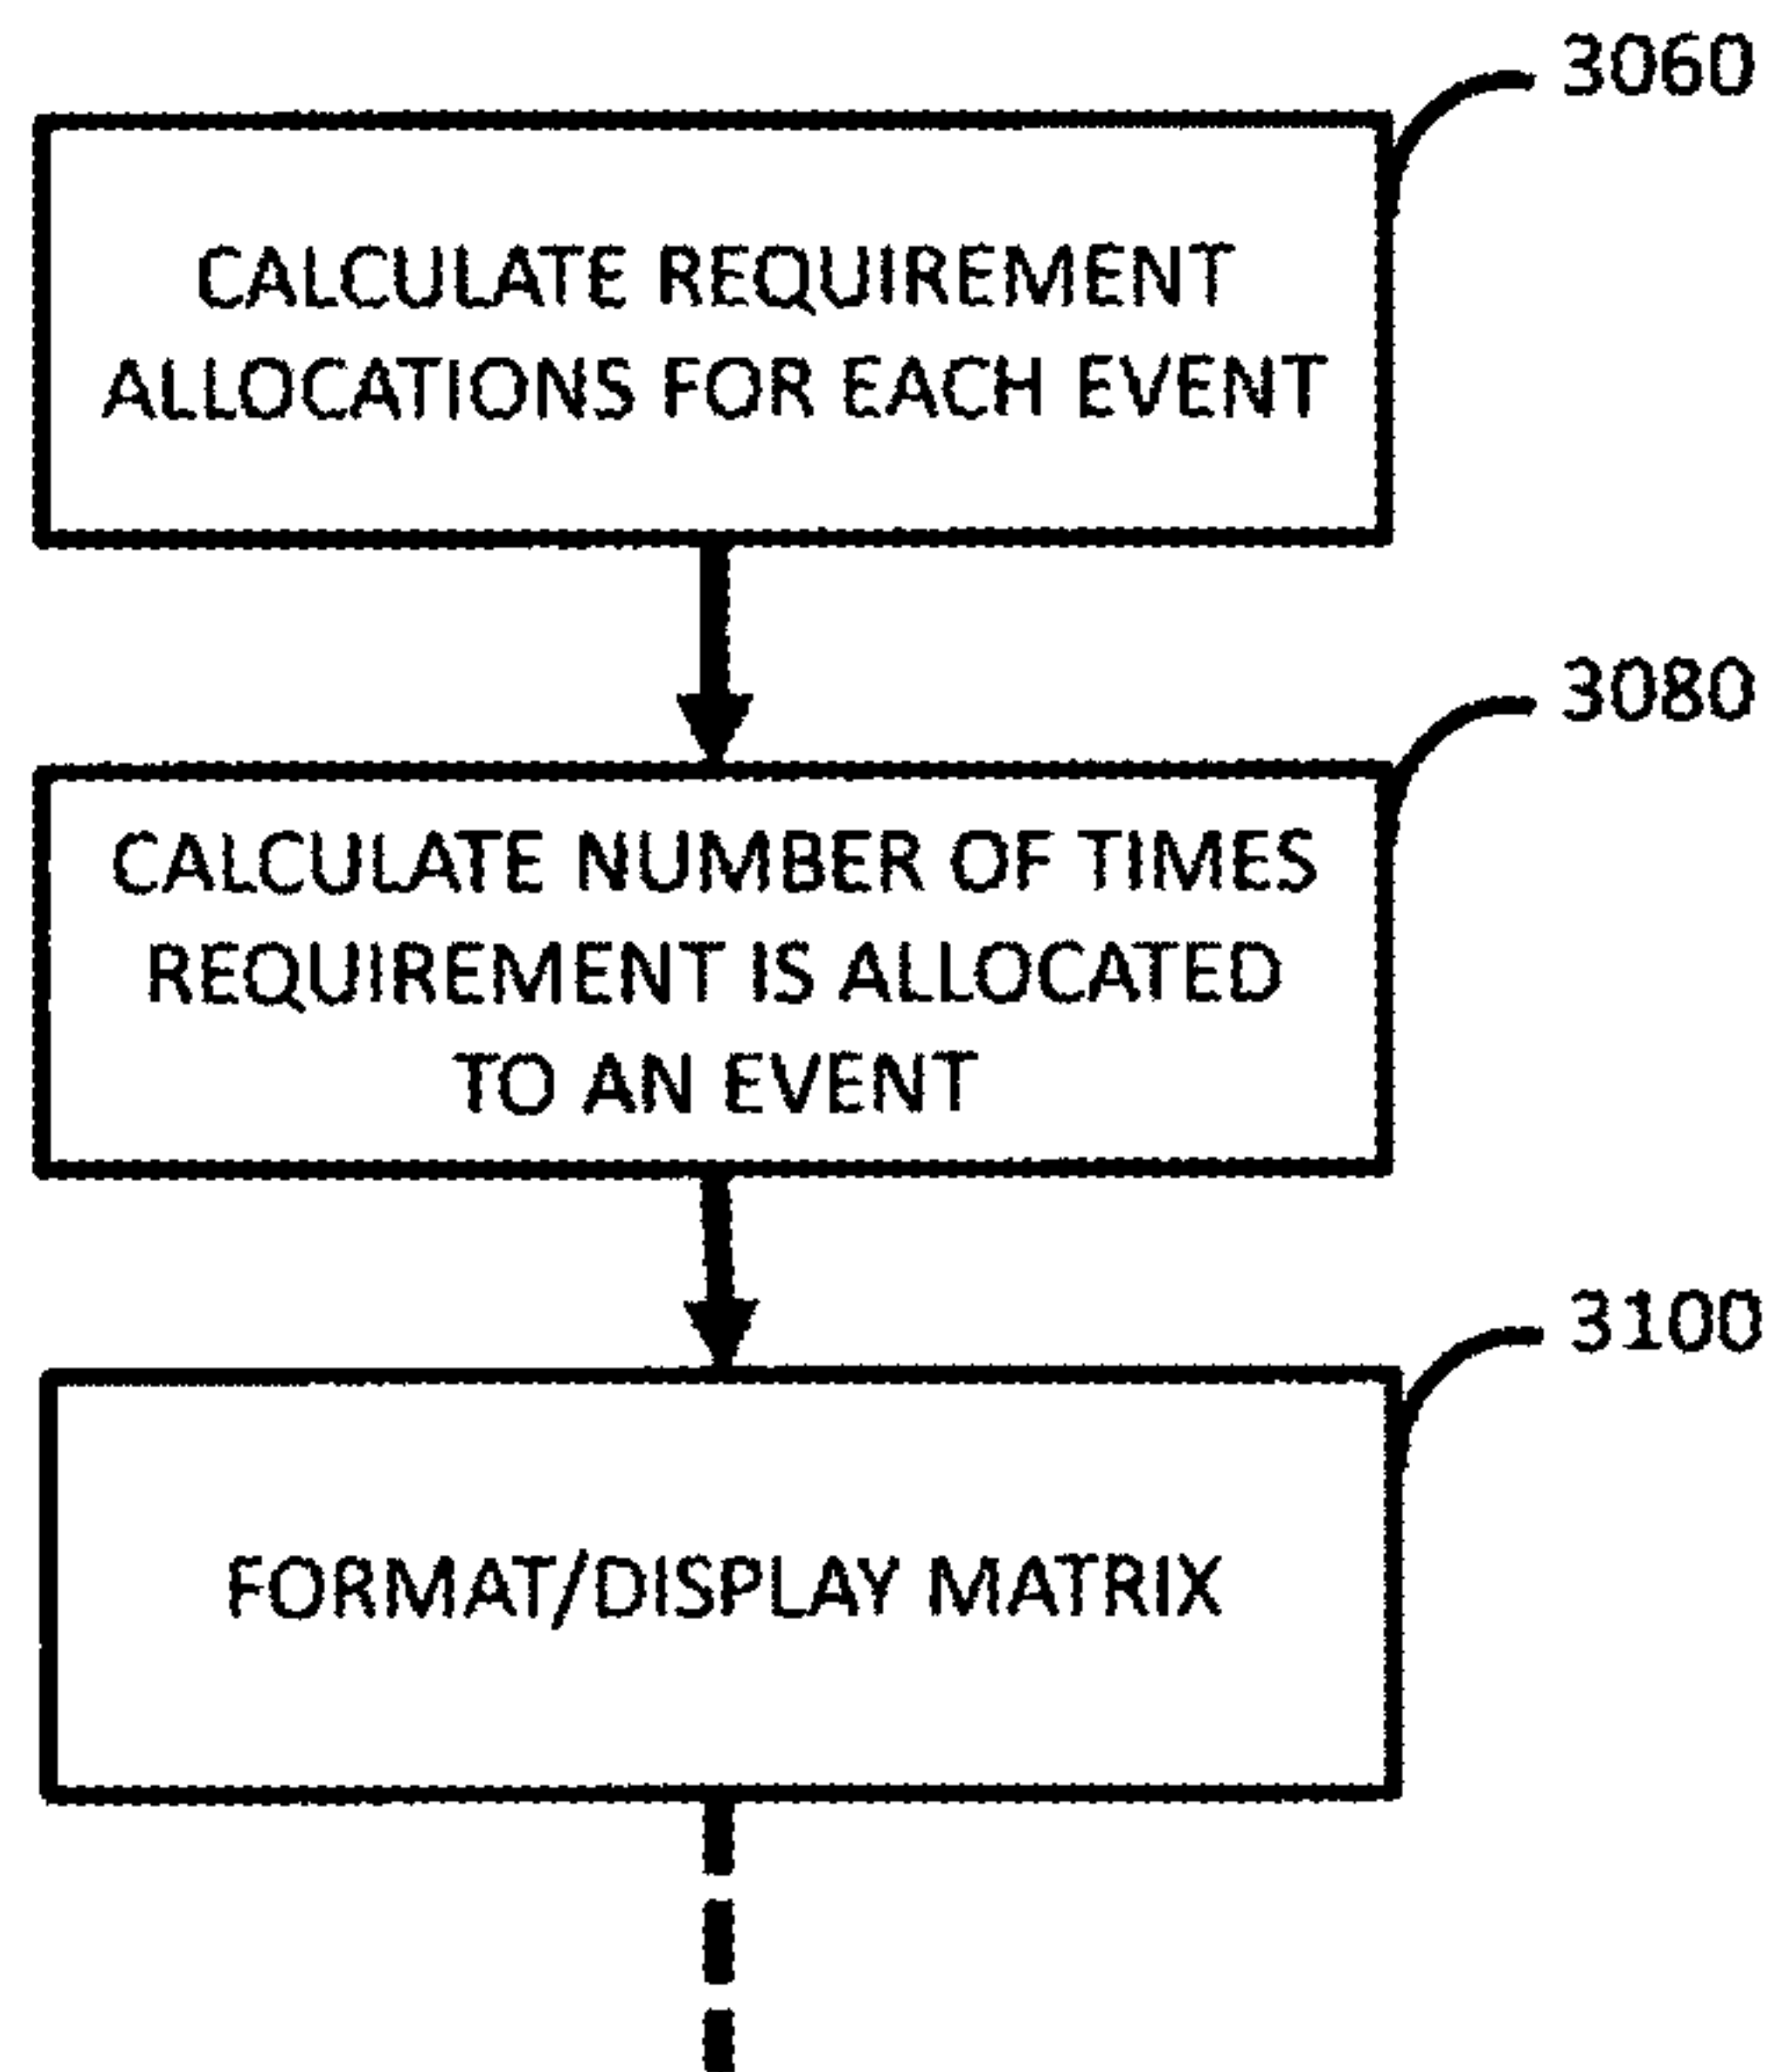 3060
CALCULATE REQUIREMENT
ALLOCATIONS FOR EACH EVENT
3080
CALCULATE NUMBER OF TIMES
REQUIREMENT IS ALLOCATED
TO AN EVENT
3100
FORMAT/DISPLAY MATRIX